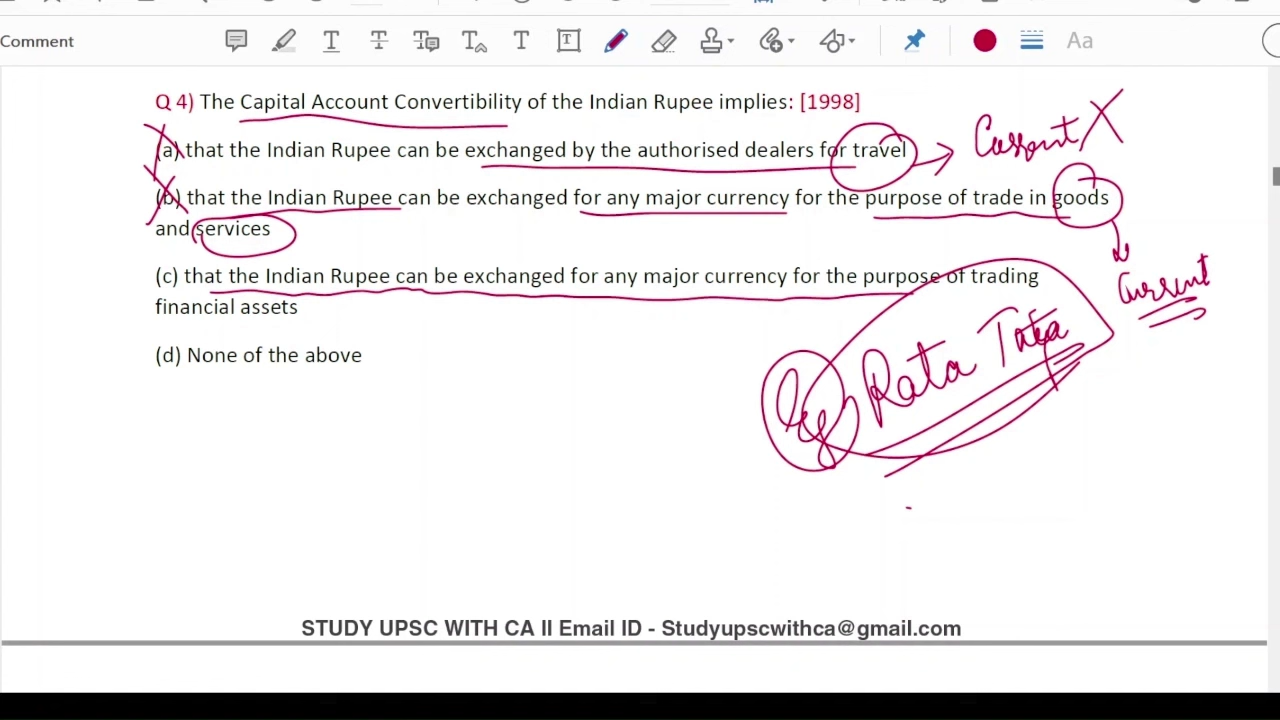 Comment
T T T T T T Aa
Q 4) The Capital Account Convertibility of the Indian Rupee implies: [1998]
(a) that the Indian Rupee can be exchanged by the authorised dealers for travel
Current X
(b) that the Indian Rupee can be exchanged for any major currency for the purpose of trade in goods
and services
Current
(c) that the Indian Rupee can be exchanged for any major currency for the purpose of trading
financial assets
(d) None of the above
Eg Rata Tata
STUDY UPSC WITH CA II Email ID - Studyupscwithca@gmail.com